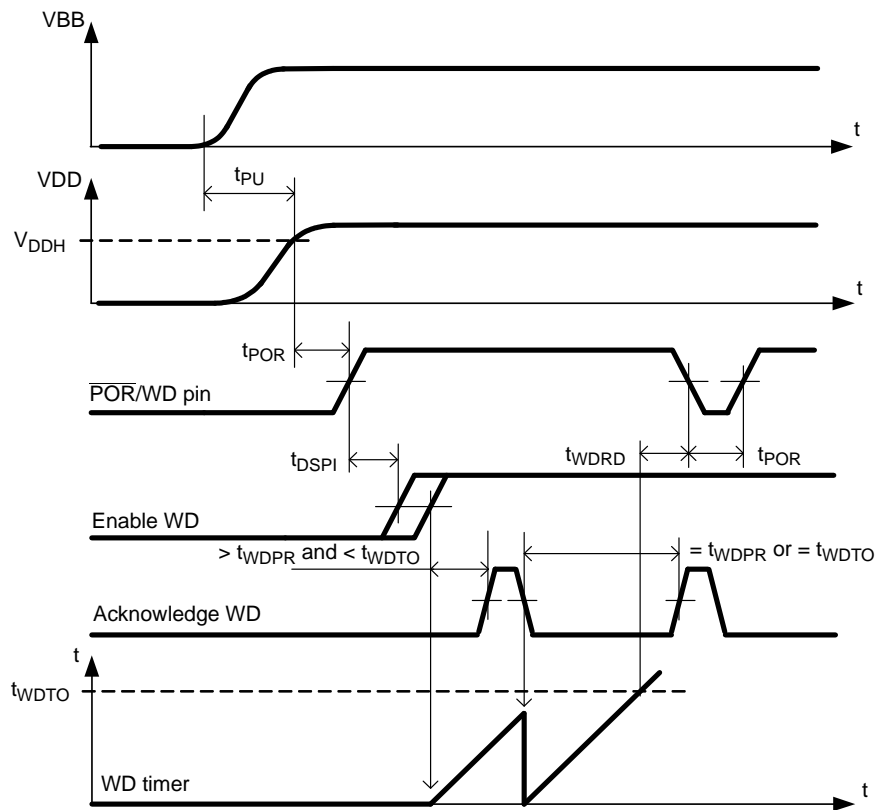 VBB
t
tPU
VDD
VDDH
t
tPOR
POR/WD pin
tDSPI
tWDRD
tPOR
Enable WD
> tWDPR and < tWDTO
= tWDPR or = tWDTO
Acknowledge WD
t
tWDTO
WD timer
t